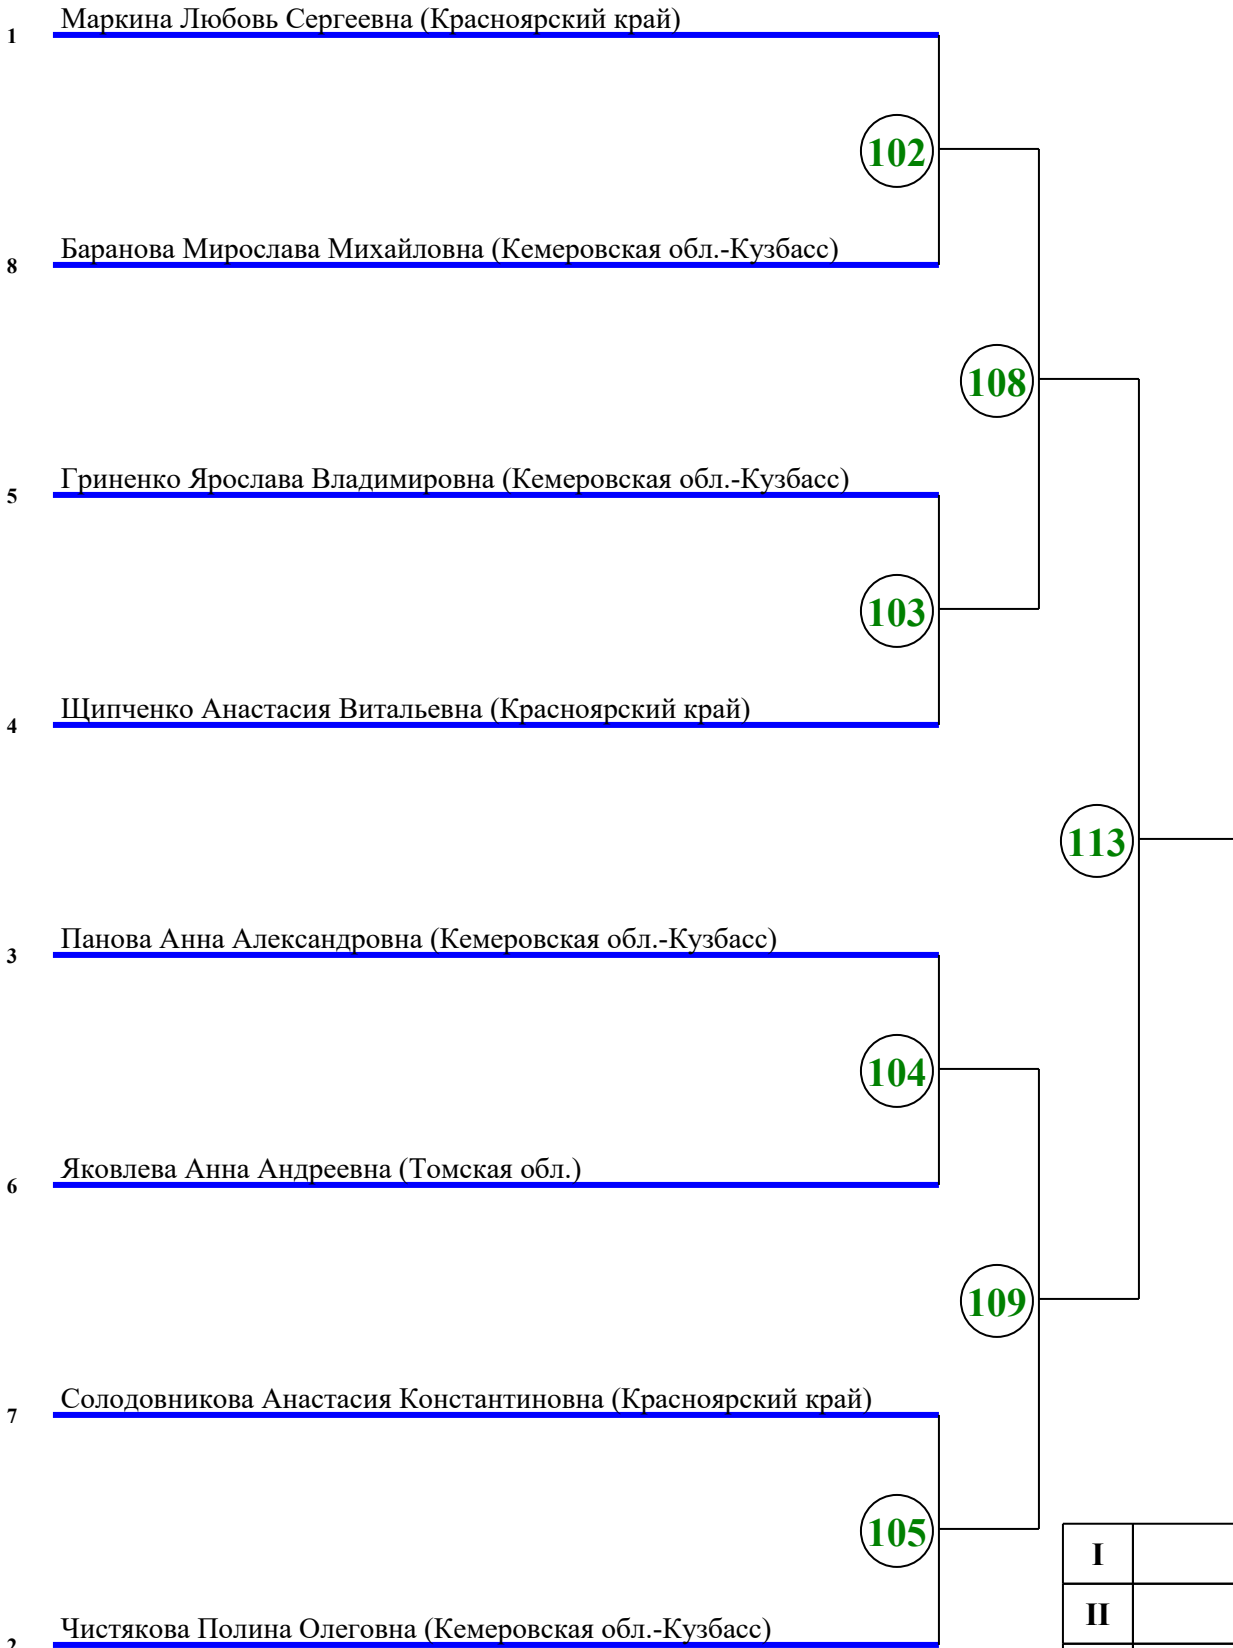 Маркина Любовь Сергеевна (Красноярский край)
1
102
Баранова Мирослава Михайловна (Кемеровская обл.-Кузбасс)
8
108
Гриненко Ярослава Владимировна (Кемеровская обл.-Кузбасс)
5
103
Щипченко Анастасия Витальевна (Красноярский край)
4
113
Панова Анна Александровна (Кемеровская обл.-Кузбасс)
3
104
Яковлева Анна Андреевна (Томская обл.)
6
109
Солодовникова Анастасия Константиновна (Красноярский край)
7
105
I
II
Чистякова Полина Олеговна (Кемеровская обл.-Кузбасс)
2